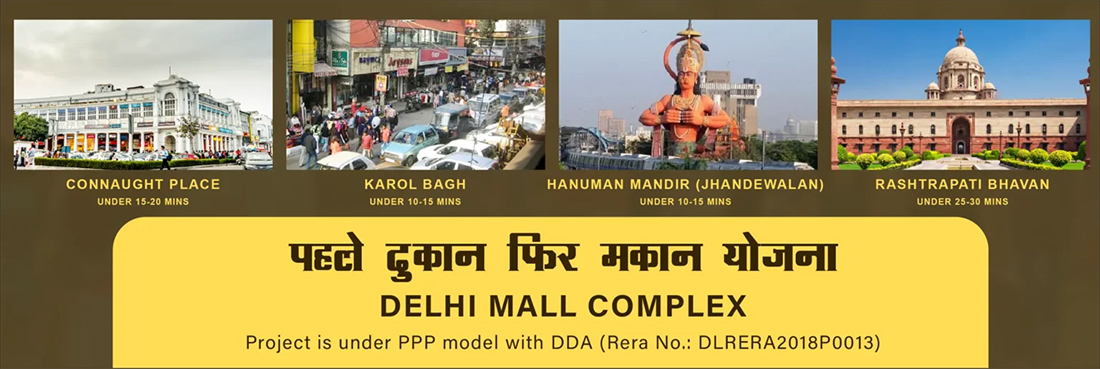 CONNAUGHT PLACE
UNDER 15-20 MINS
KAROL BAGH
UNDER 10-15 MINS
HANUMAN MANDIR (JHANDEWALAN)
UNDER 10-15 MINS
RASHTRAPATI BHAVAN
UNDER 25-30 MINS
पहले दुकान फिर मकान योजना
DELHI MALL COMPLEX
Project is under PPP model with DDA (Rera No.: DLRERA2018P0013)